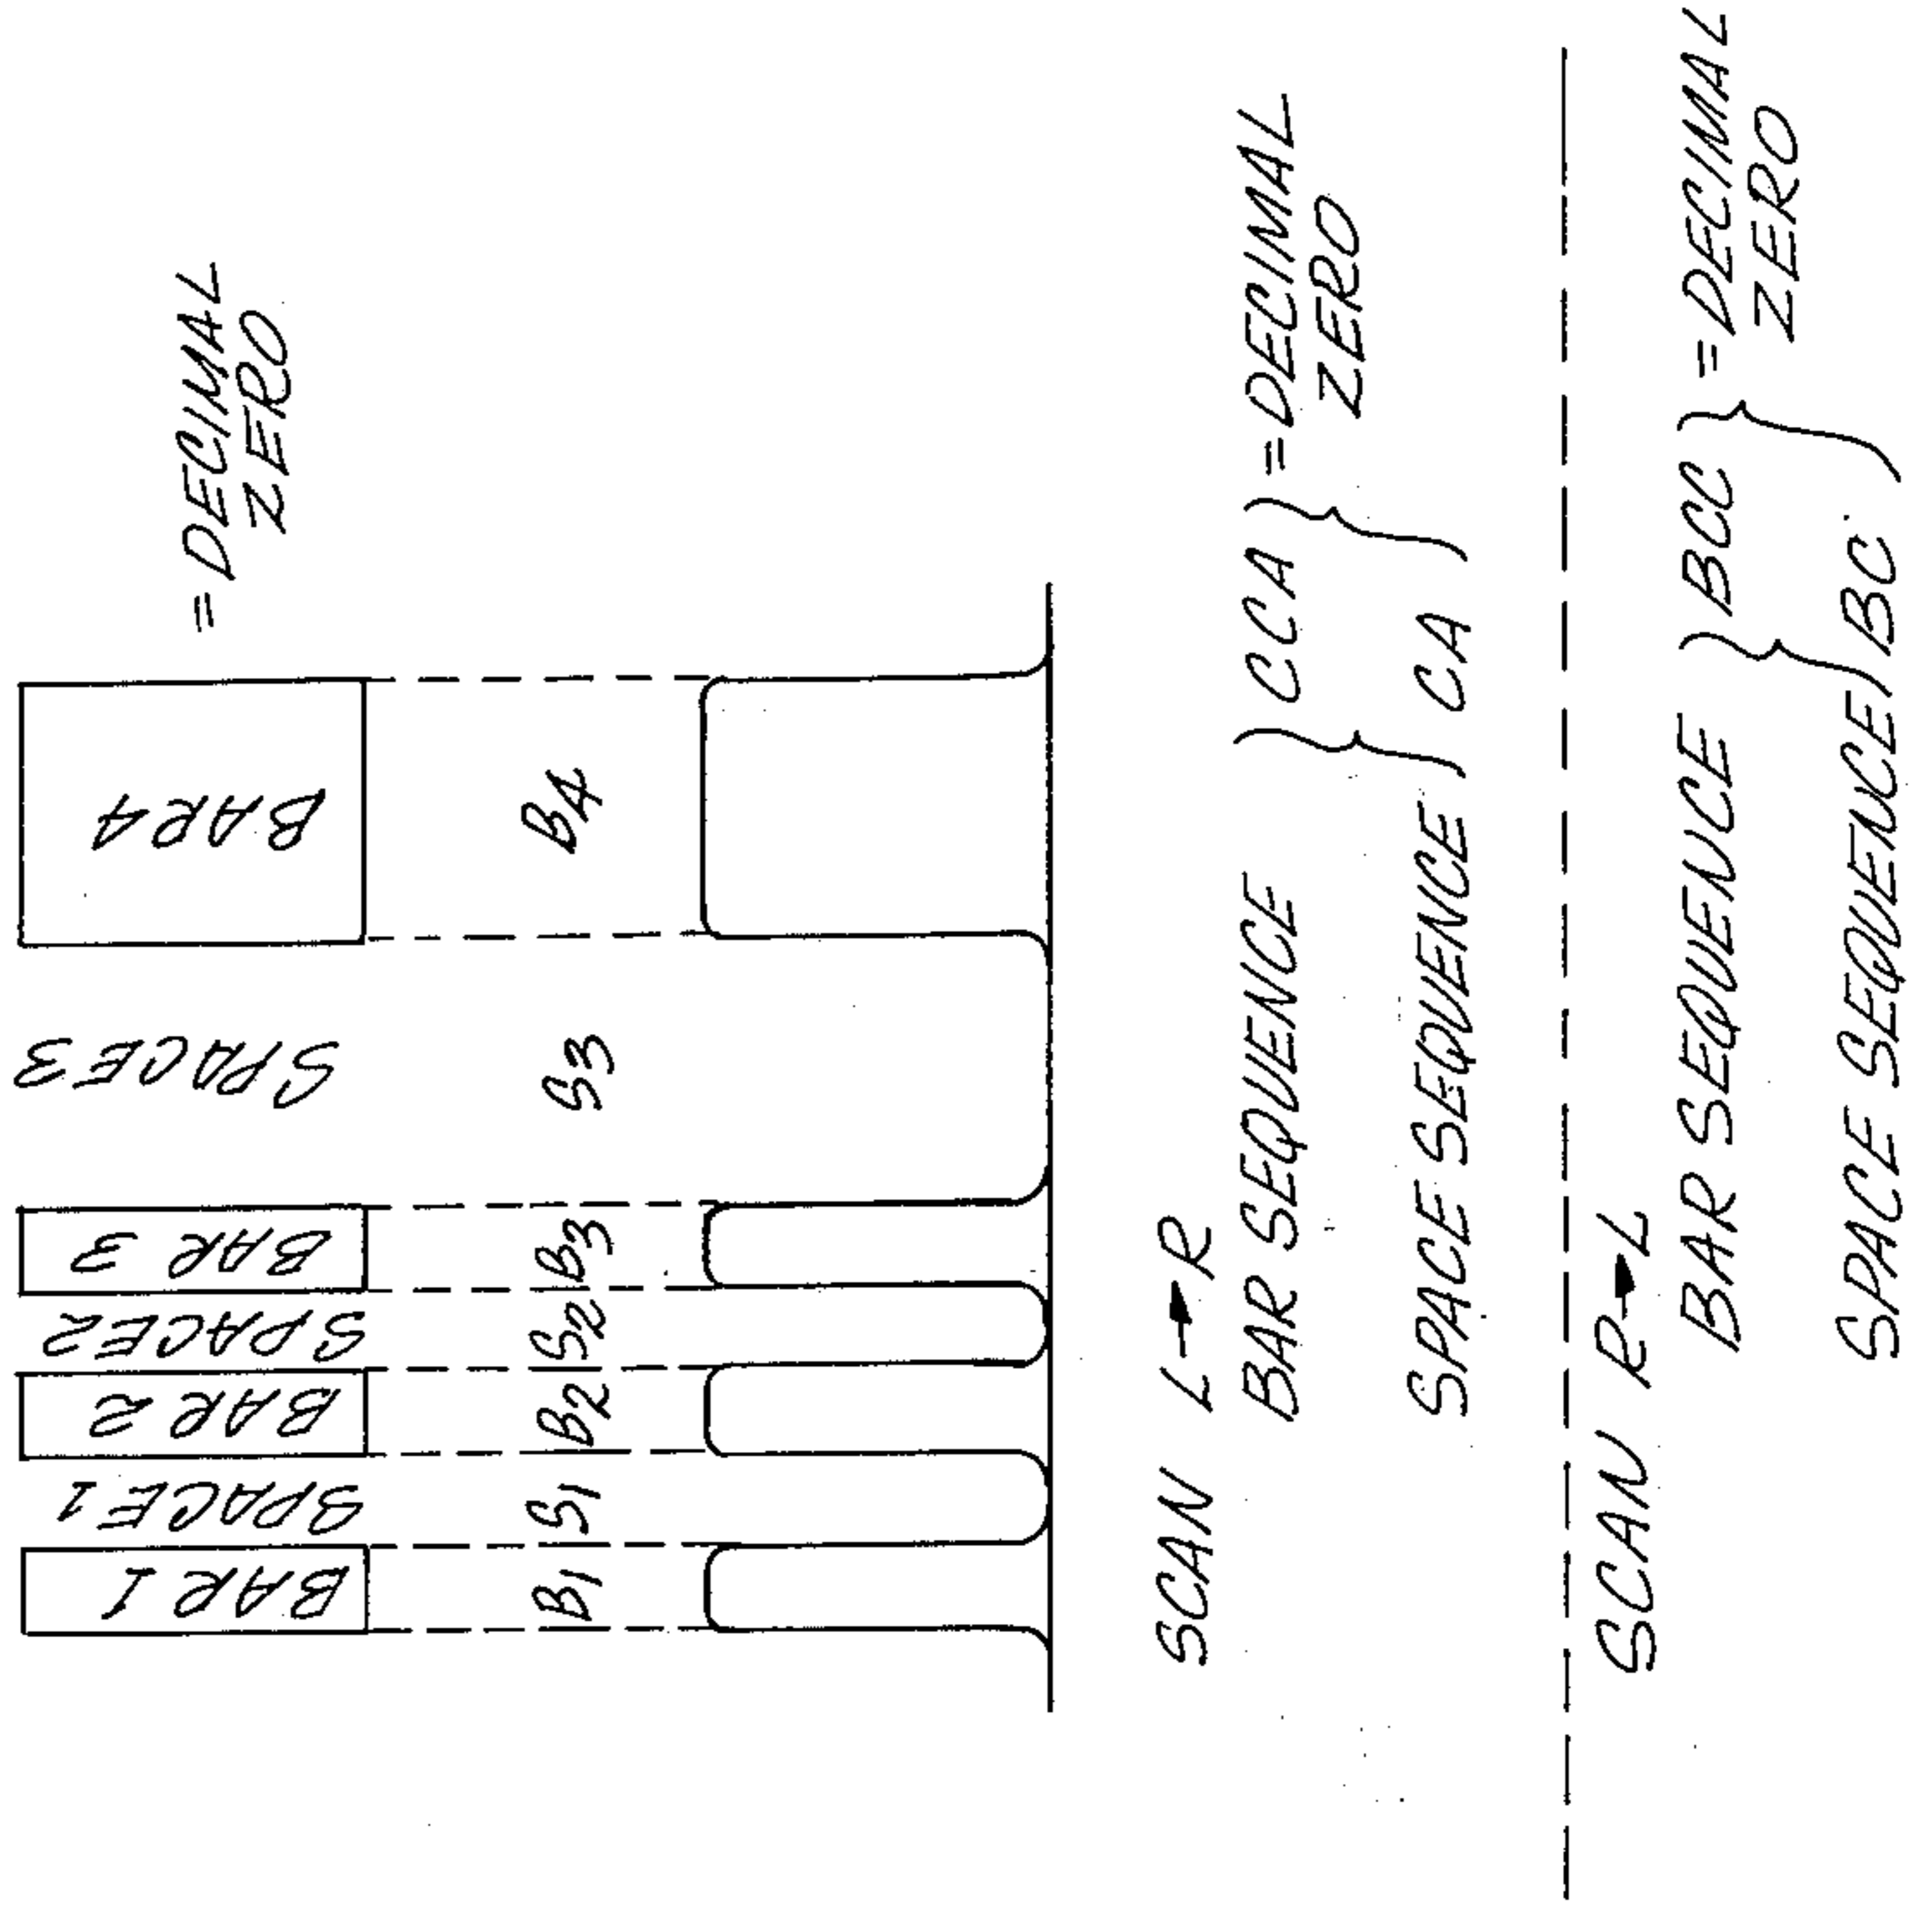 BAR 1
SPACE 1
BAR 2
SPACE 2
BAR 3
SPACE 3
BAR 4
= DECIMAL
ZERO
B1 S1 B2 S2 B3 S3 B4
SCAN L→R
BAR SEQUENCE } CCA } = DECIMAL
ZERO
SPACE SEQUENCE } CA }
SCAN R→L
BAR SEQUENCE } BCC } = DECIMAL
ZERO
SPACE SEQUENCE } BC }